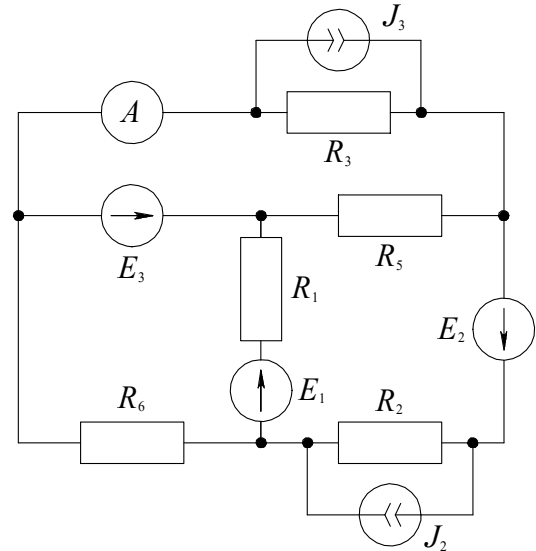 J₃
A
R₃
E₃
R₅
R₁
E₂
E₁
R₆
R₂
J₂